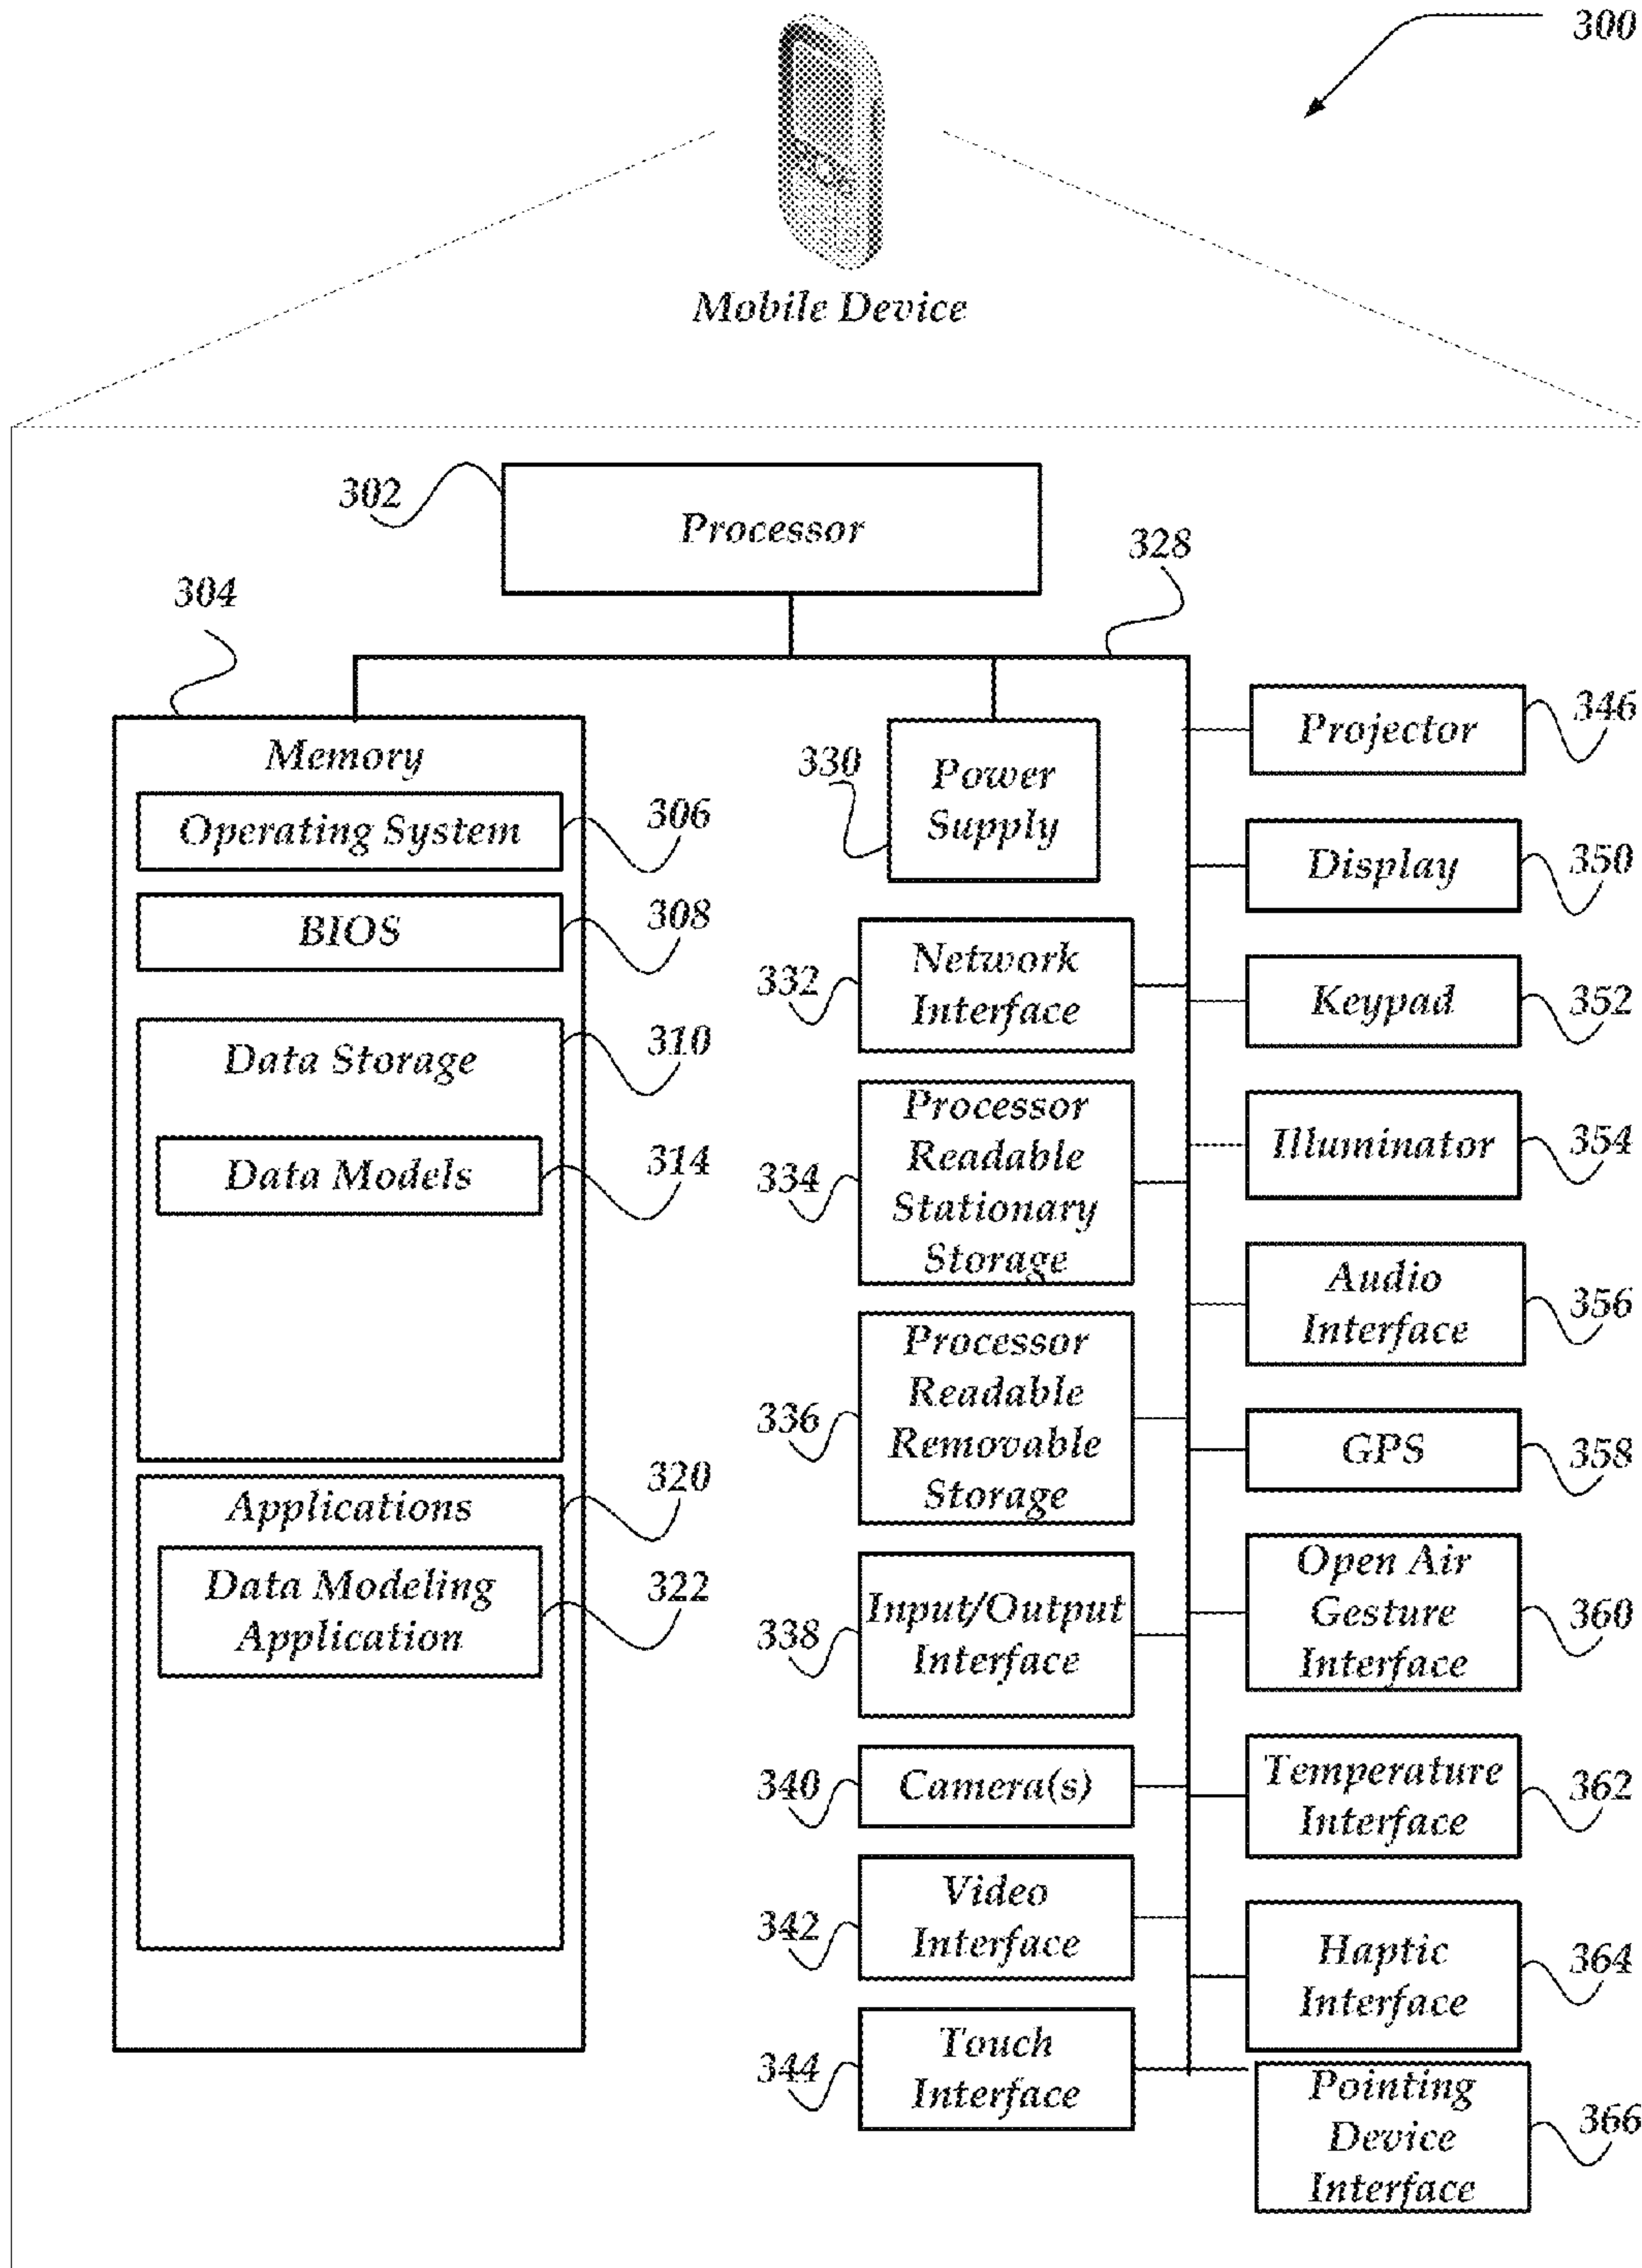 300
Mobile Device
302
Processor
328
304
Memory
Operating System
306
BIOS
308
Data Storage
310
Data Models
314
Applications
320
Data Modeling
Application
322
330
Power
Supply
332
Network
Interface
334
Processor
Readable
Stationary
Storage
336
Processor
Readable
Removable
Storage
338
Input/Output
Interface
340
Camera(s)
342
Video
Interface
344
Touch
Interface
Projector
346
Display
350
Keypad
352
Illuminator
354
Audio
Interface
356
GPS
358
Open Air
Gesture
Interface
360
Temperature
Interface
362
Haptic
Interface
364
Pointing
Device
Interface
366